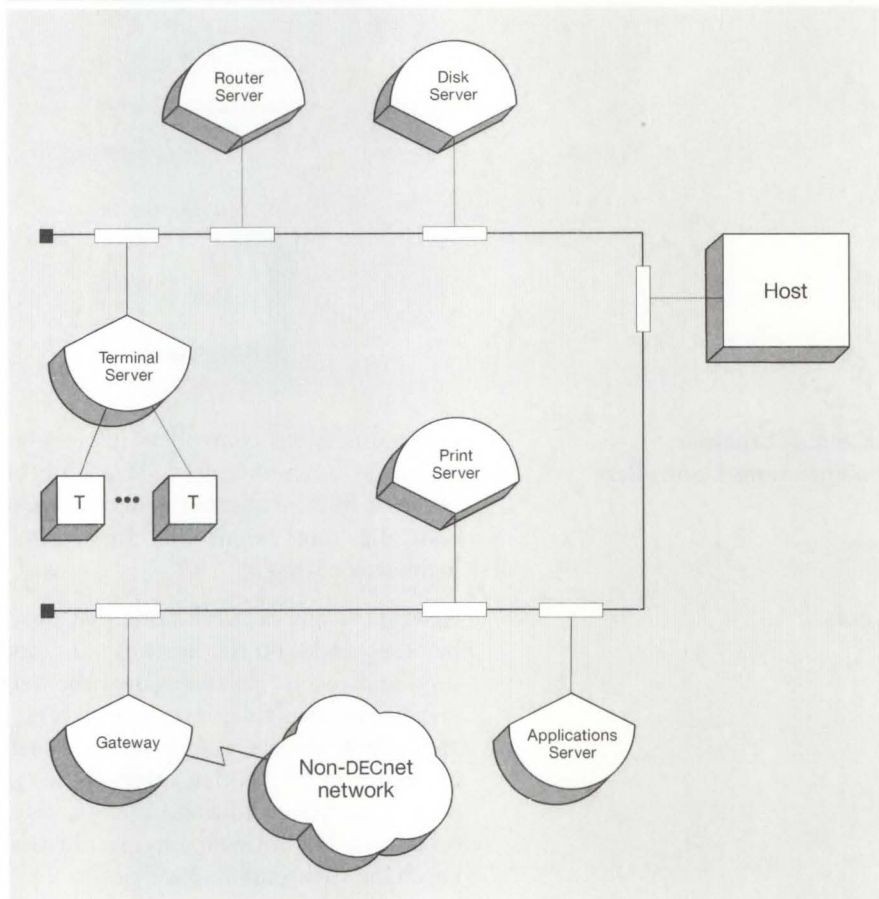 Router
Server
Disk
Server
Host
Terminal
Server
T ••• T
Print
Server
Gateway
Non-DECnet
network
Applications
Server